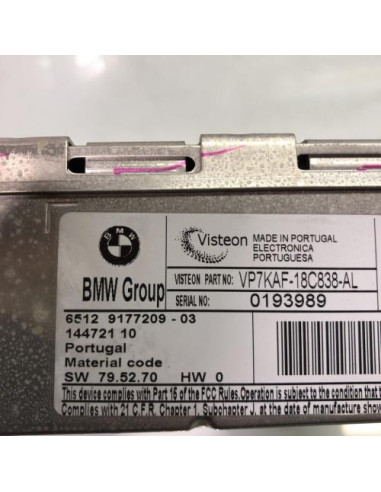 BMW
Visteon
MADE IN PORTUGAL
ELECTRONICA
PORTUGUESA
BMW Group
VISTEON PART NO: VP7KAF-18C838-AL
SERIAL NO: 0193989
6512 9177209 - 03
144721 10
Portugal
Material code
SW 79.52.70 HW 0
This device complies with Part 15 of the FCC Rules.Operation is subject to the condition that
Complies with 21 C.F.R. Chapter 1, Subchapter J, at the date of manufacture